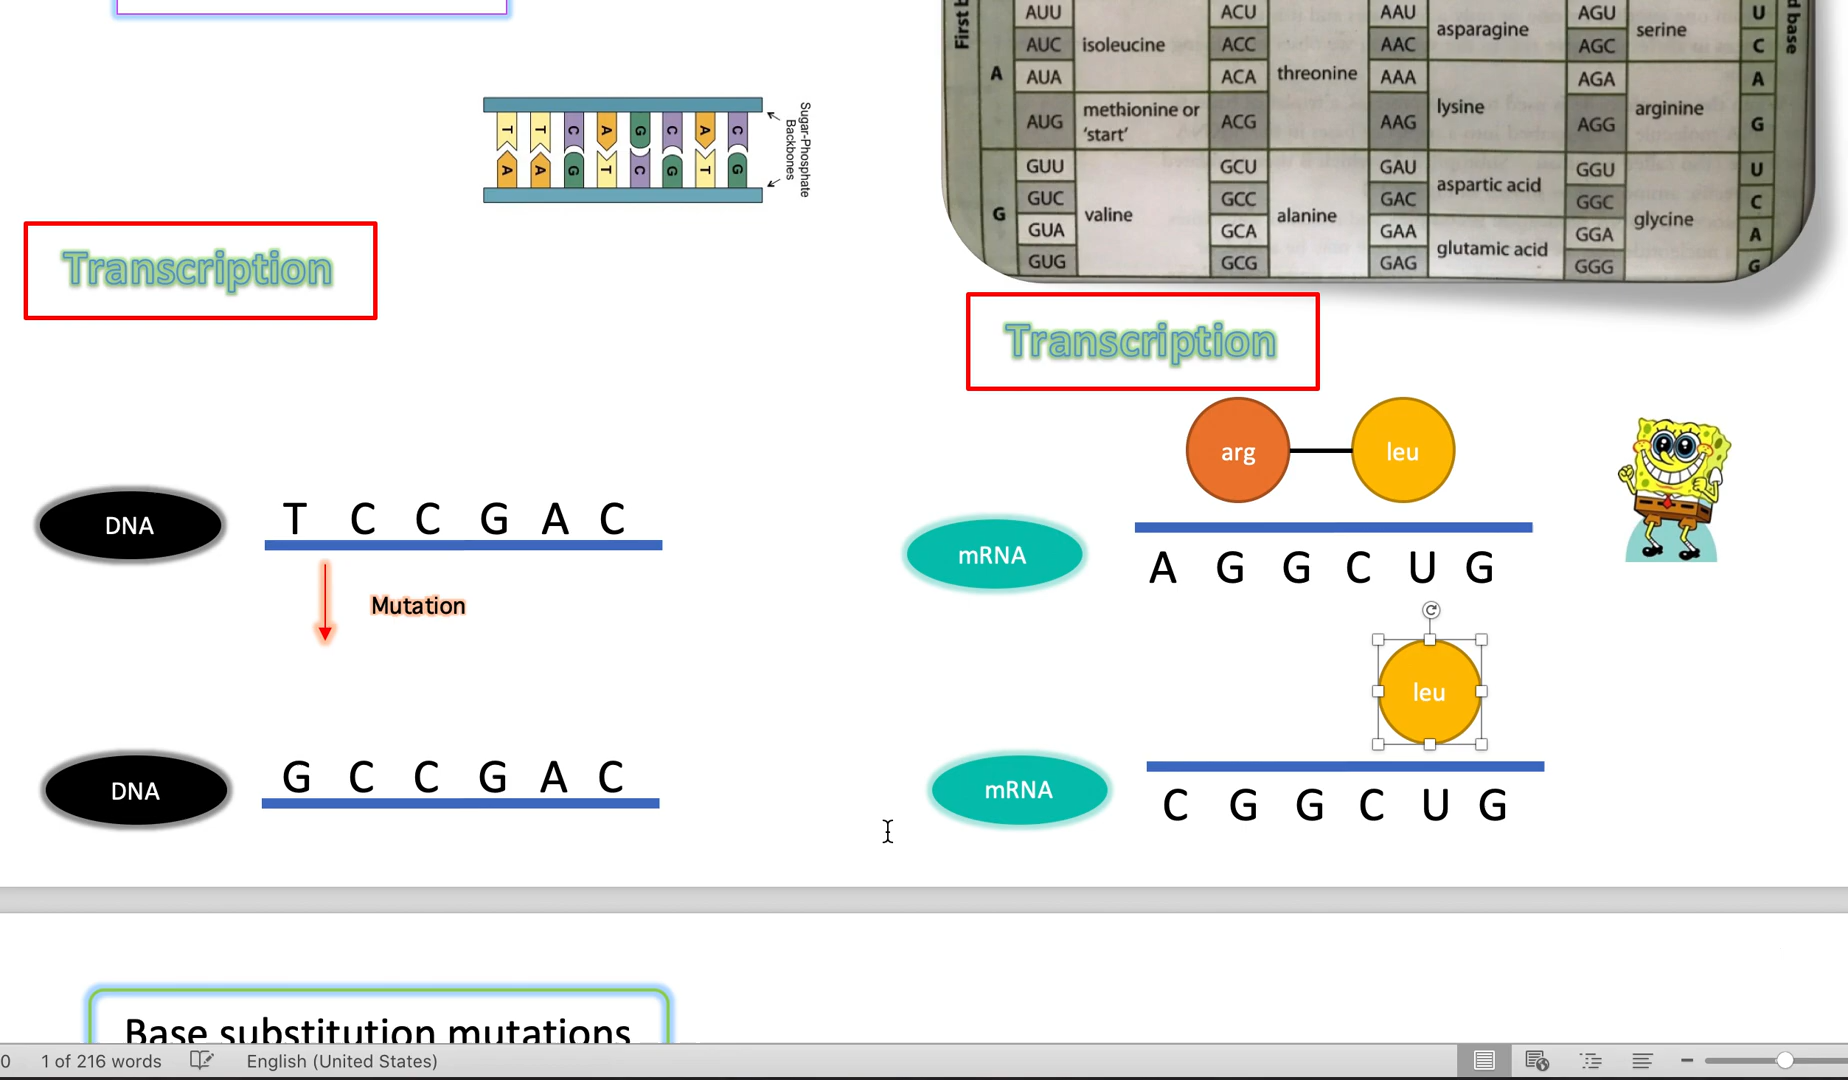 First b
A
G
AUU
AUC
AUA
AUG
isoleucine
methionine or
'start'
ACU
ACC
ACA
ACG
threonine
AAU
AAC
AAA
AAG
asparagine
lysine
AGU
AGC
AGA
AGG
serine
arginine
U
C
A
G
d base
GUU
GUC
GUA
GUG
valine
GCU
GCC
GCA
GCG
alanine
GAU
GAC
GAA
GAG
aspartic acid
glutamic acid
GGU
GGC
GGA
GGG
glycine
U
C
A
G
T T C A G C A C
A A G T C G T G
Sugar-Phosphate
Backbones
Transcription
Transcription
arg
leu
DNA
T C C G A C
mRNA
A G G C U G
Mutation
leu
DNA
G C C G A C
mRNA
C G G C U G
Base substitution mutations
0 1 of 216 words English (United States)